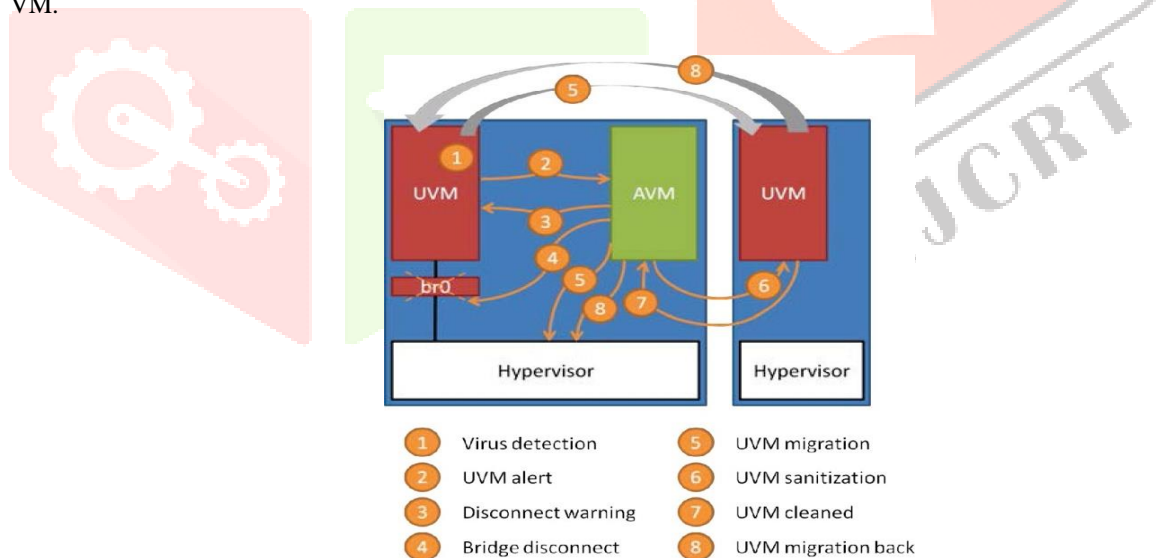 VM.
8
5
1
2
UVM
AVM
UVM
3
4
br0
5
6
8
7
Hypervisor
Hypervisor
1 Virus detection
2 UVM alert
3 Disconnect warning
4 Bridge disconnect
5 UVM migration
6 UVM sanitization
7 UVM cleaned
8 UVM migration back
JCRT